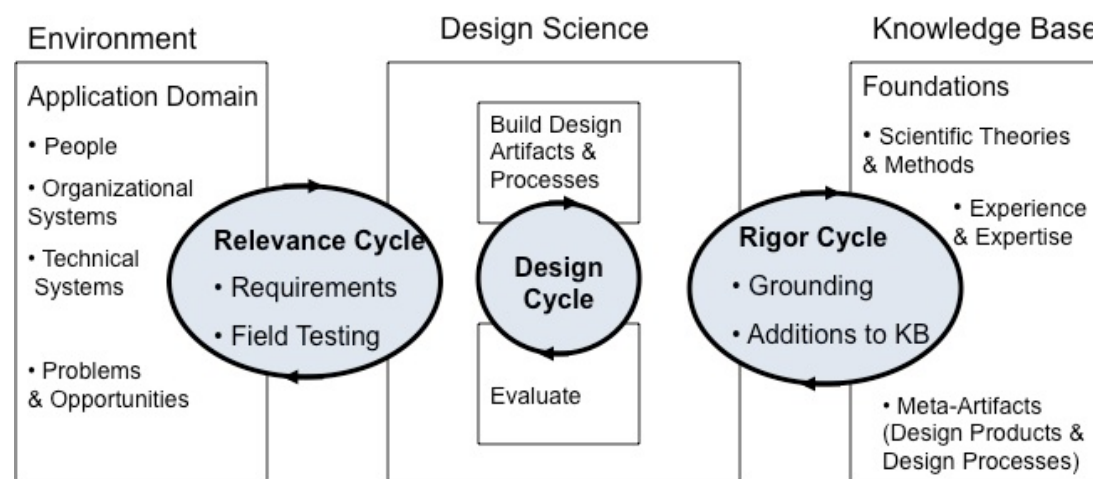 Environment
Application Domain
• People
• Organizational
Systems
• Technical
Systems
• Problems
& Opportunities
Relevance Cycle
• Requirements
• Field Testing
Design Science
Build Design
Artifacts &
Processes
Design
Cycle
Evaluate
Rigor Cycle
• Grounding
• Additions to KB
Knowledge Base
Foundations
• Scientific Theories
& Methods
• Experience
& Expertise
• Meta-Artifacts
(Design Products &
Design Processes)